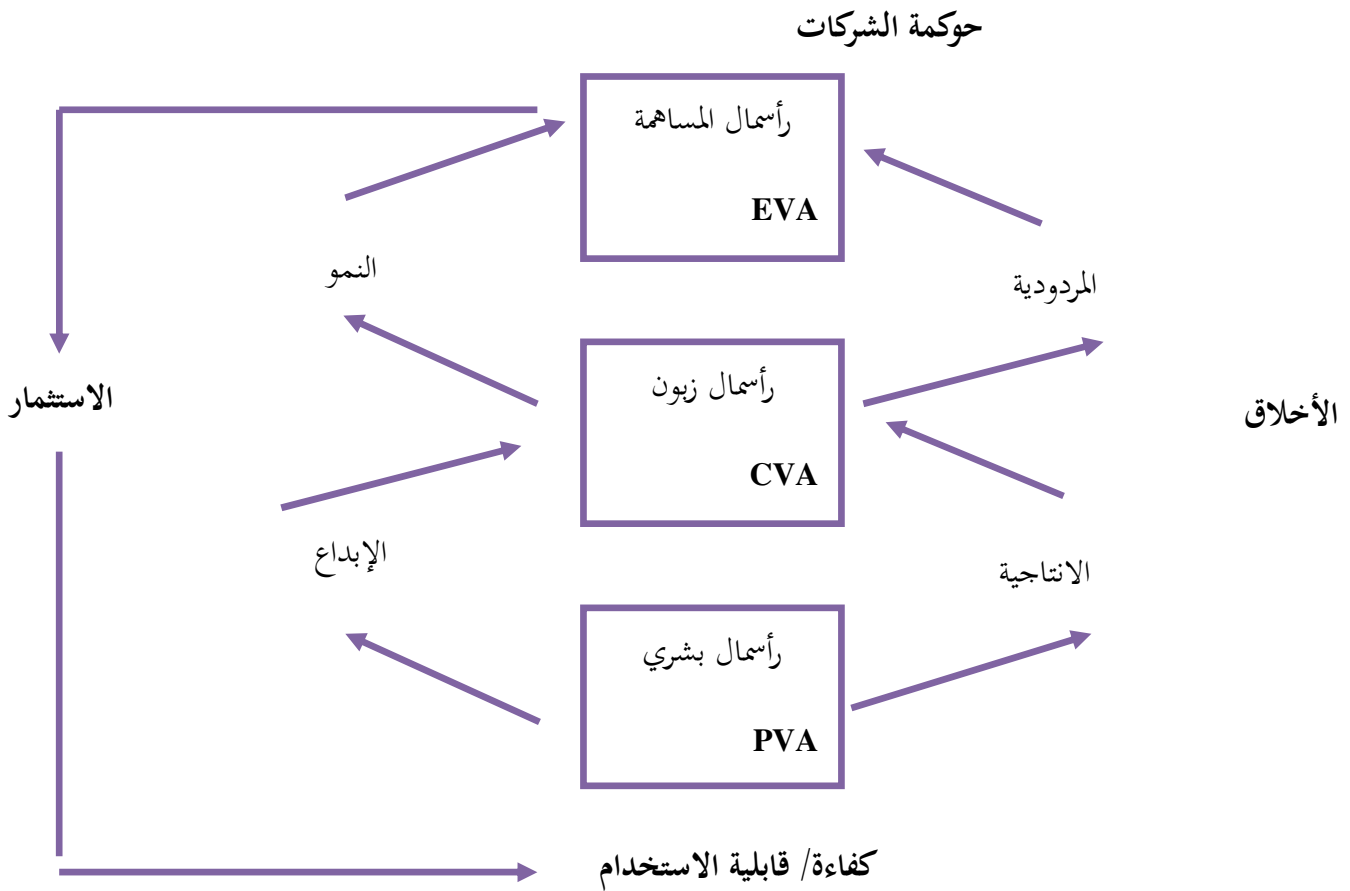 حوكمة الشركات
رأسمال المساهمة
EVA
المردودية
النمو
رأسمال زبون
CVA
الأخلاق
الاستثمار
الانتاجية
الإبداع
رأسمال بشري
PVA
كفاءة/ قابلية الاستخدام